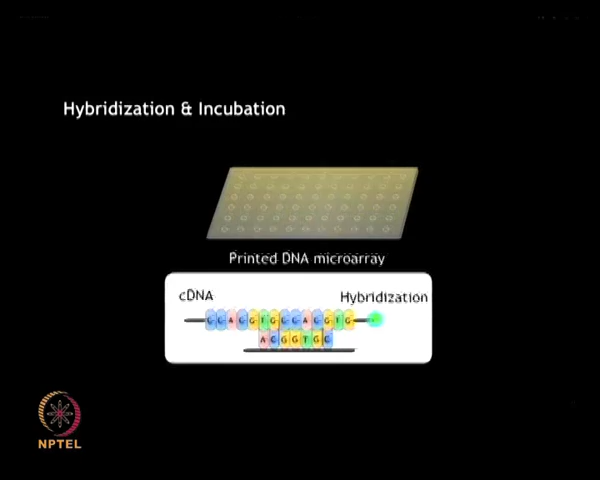 Hybridization & Incubation
Printed DNA microarray
cDNA
Hybridization
A C G G T G C
NPTEL